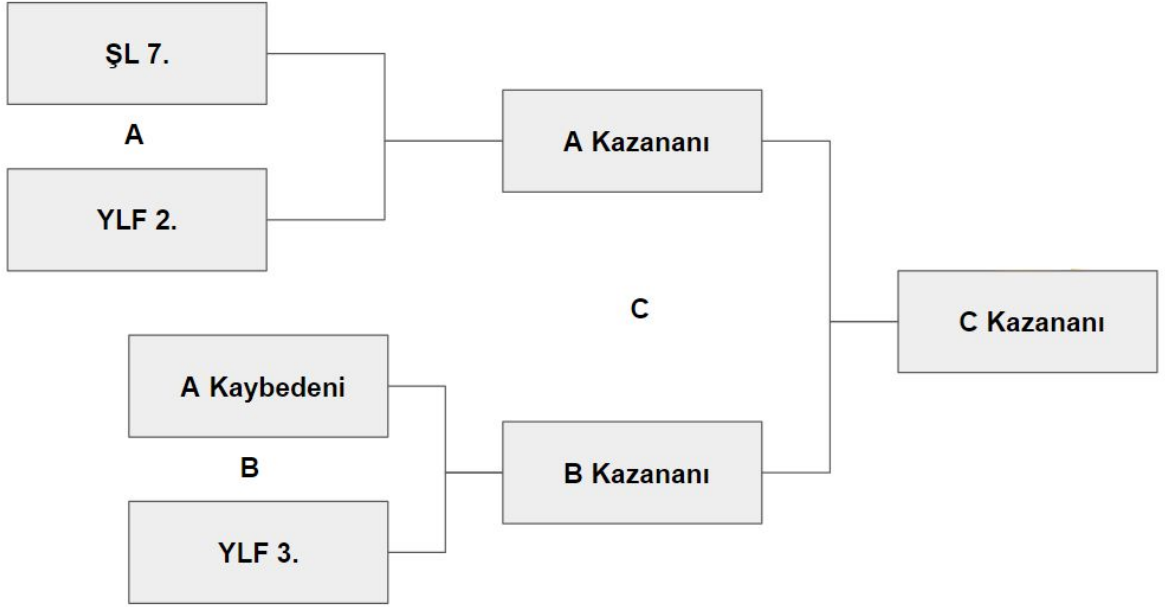 ŞL 7.
A
YLF 2.
A Kazananı
C
C Kazananı
A Kaybedeni
B
YLF 3.
B Kazananı